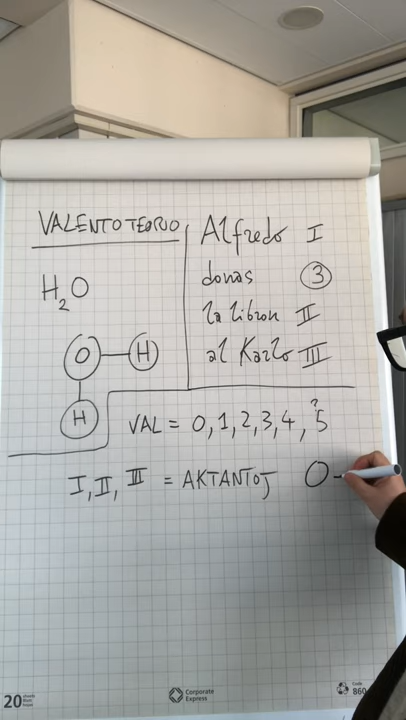 VALENTOTEORIO
H₂O
O—H
H
Alfredo I
donas ③
la libron II
al Karlo III
VAL = 0, 1, 2, 3, 4, 5?
I, II, III = AKTANTOJ O-
20
Corporate
Express
Code
860